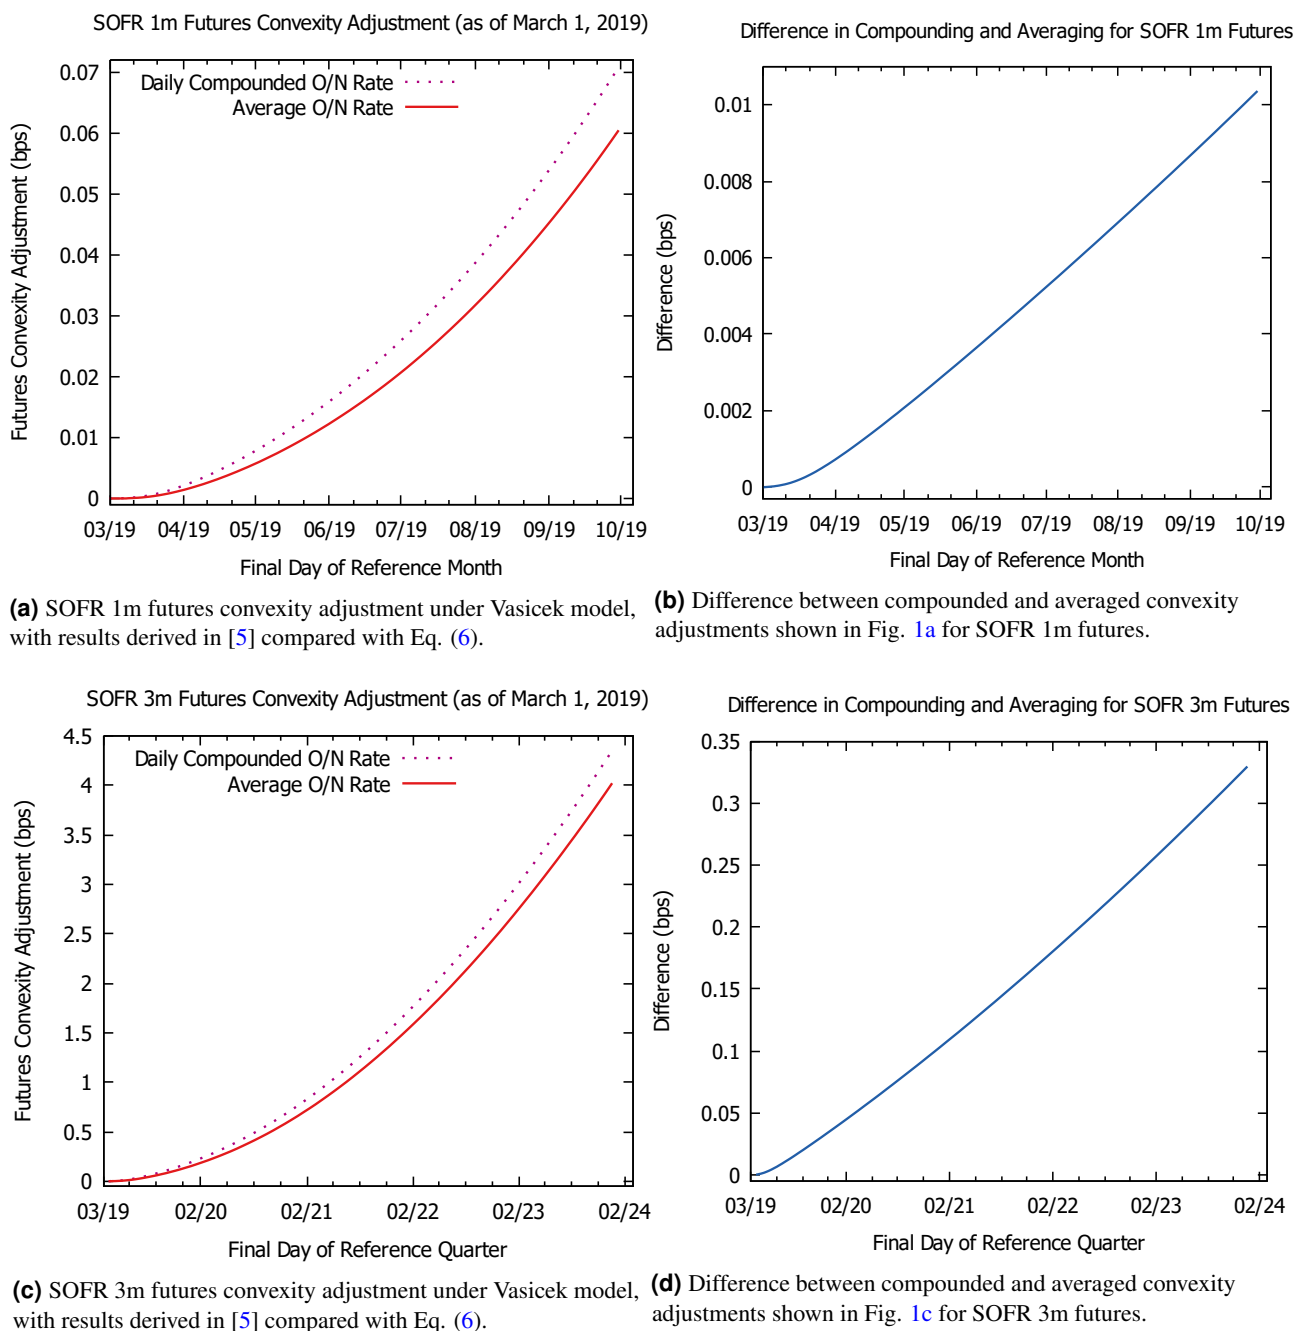 SOFR 1m Futures Convexity Adjustment (as of March 1, 2019)
Daily Compounded O/N Rate
Average O/N Rate
Futures Convexity Adjustment (bps)
0.07
0.06
0.05
0.04
0.03
0.02
0.01
0
03/19 04/19 05/19 06/19 07/19 08/19 09/19 10/19
Final Day of Reference Month
(a) SOFR 1m futures convexity adjustment under Vasicek model,
with results derived in [5] compared with Eq. (6).
Difference in Compounding and Averaging for SOFR 1m Futures
Difference (bps)
0.01
0.008
0.006
0.004
0.002
0
03/19 04/19 05/19 06/19 07/19 08/19 09/19 10/19
Final Day of Reference Month
(b) Difference between compounded and averaged convexity
adjustments shown in Fig. 1a for SOFR 1m futures.
SOFR 3m Futures Convexity Adjustment (as of March 1, 2019)
Daily Compounded O/N Rate
Average O/N Rate
Futures Convexity Adjustment (bps)
4.5
4
3.5
3
2.5
2
1.5
1
0.5
0
03/19 02/20 02/21 02/22 02/23 02/24
Final Day of Reference Quarter
(c) SOFR 3m futures convexity adjustment under Vasicek model,
with results derived in [5] compared with Eq. (6).
Difference in Compounding and Averaging for SOFR 3m Futures
Difference (bps)
0.35
0.3
0.25
0.2
0.15
0.1
0.05
0
03/19 02/20 02/21 02/22 02/23 02/24
Final Day of Reference Quarter
(d) Difference between compounded and averaged convexity
adjustments shown in Fig. 1c for SOFR 3m futures.